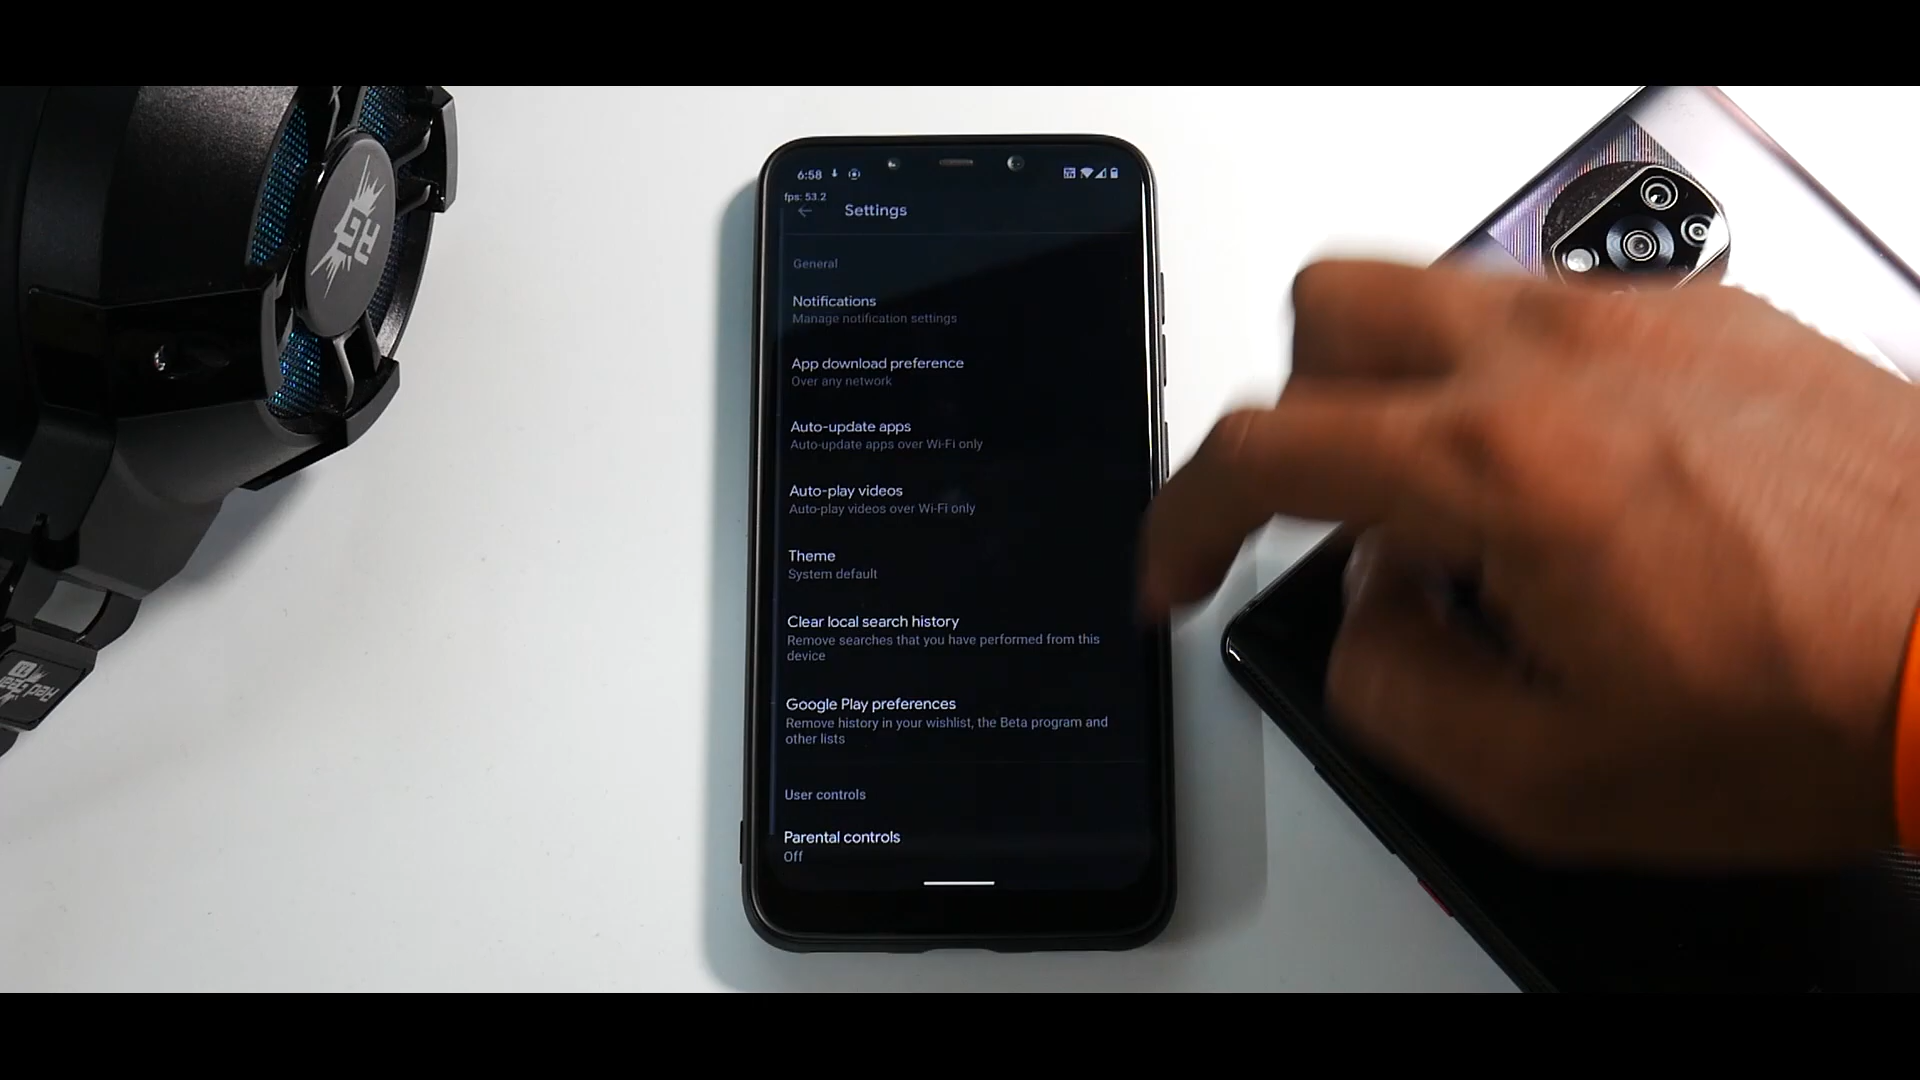 6:58
fps: 53.2
Settings
General
Notifications
Manage notification settings
App download preference
Over any network
Auto-update apps
Auto-update apps over Wi-Fi only
Auto-play videos
Auto-play videos over Wi-Fi only
Theme
System default
Clear local search history
Remove searches that you have performed from this
device
Google Play preferences
Remove history in your wishlist, the Beta program and
other lists
User controls
Parental controls
Off